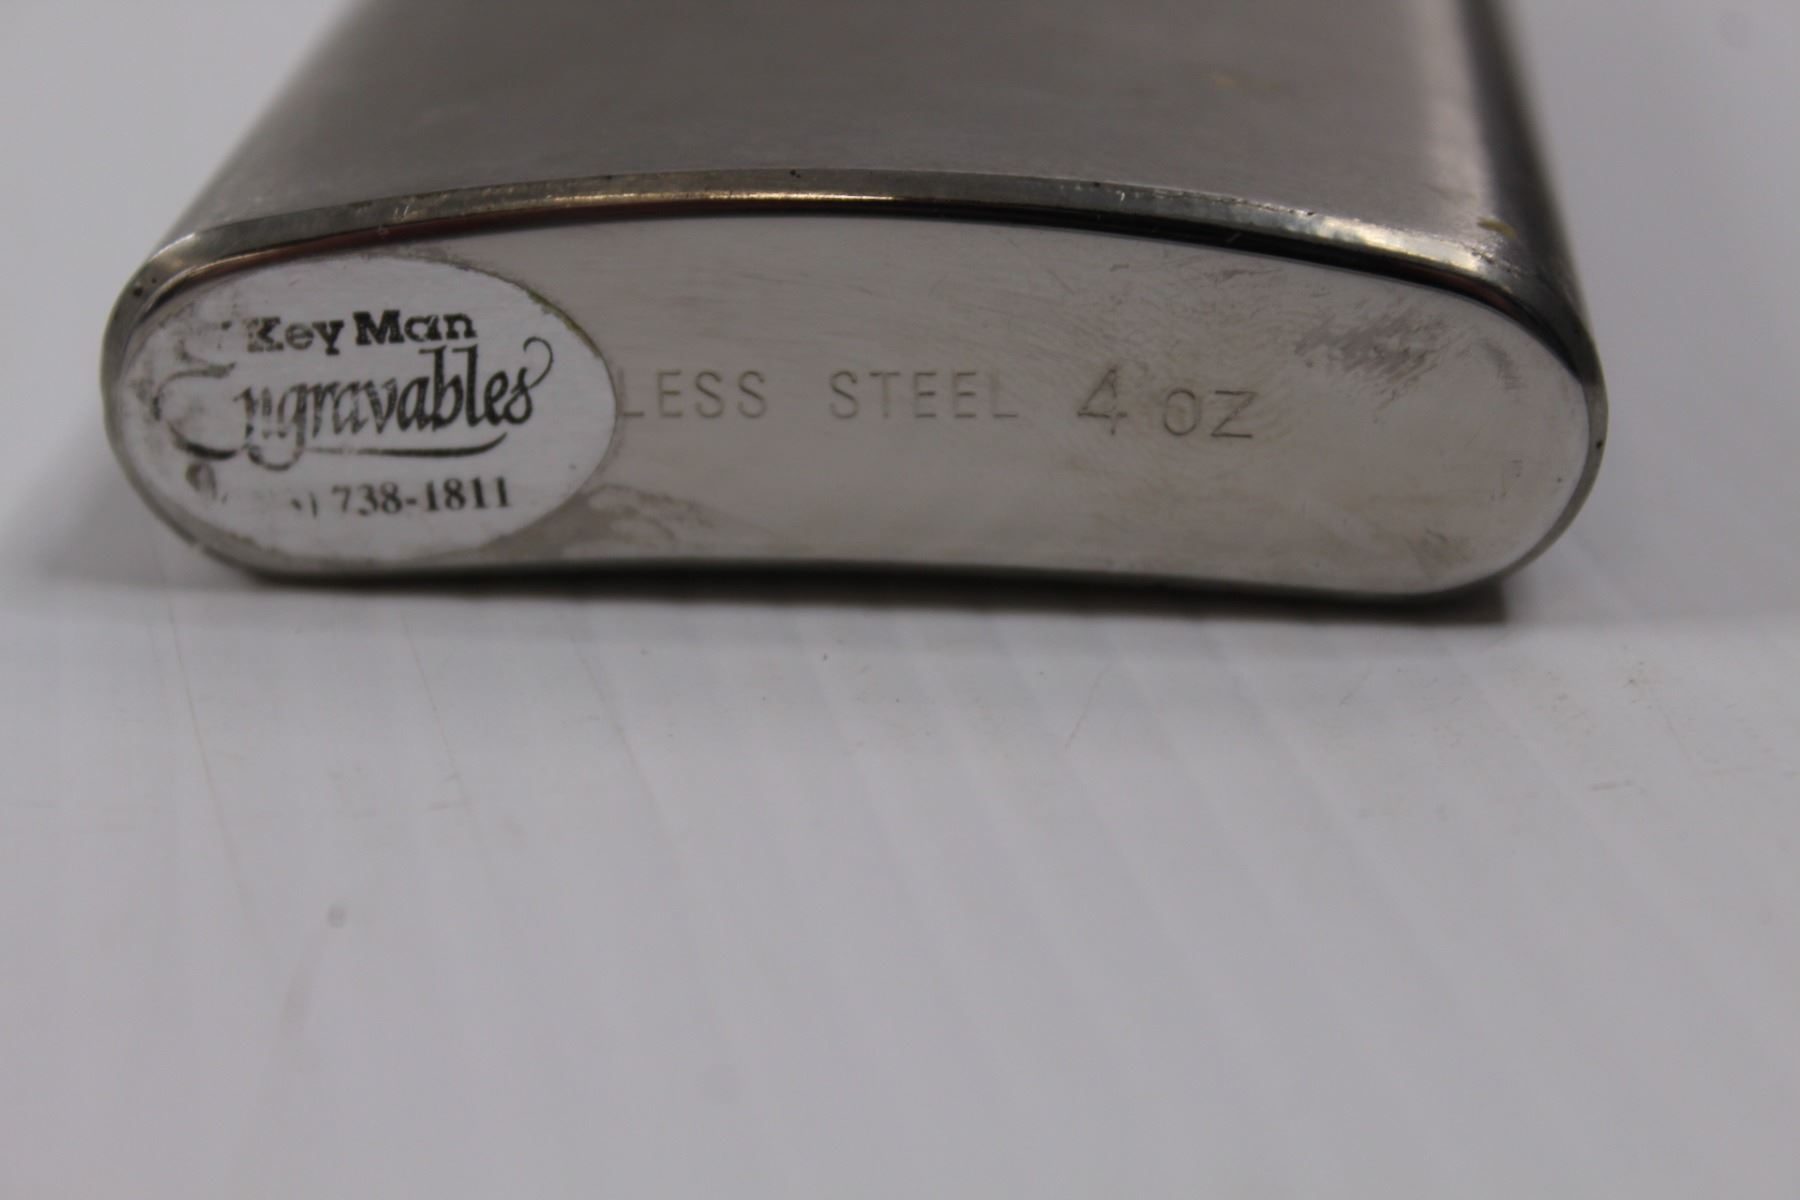 Key Man
Engravables
738-1811
LESS STEEL 4 OZ